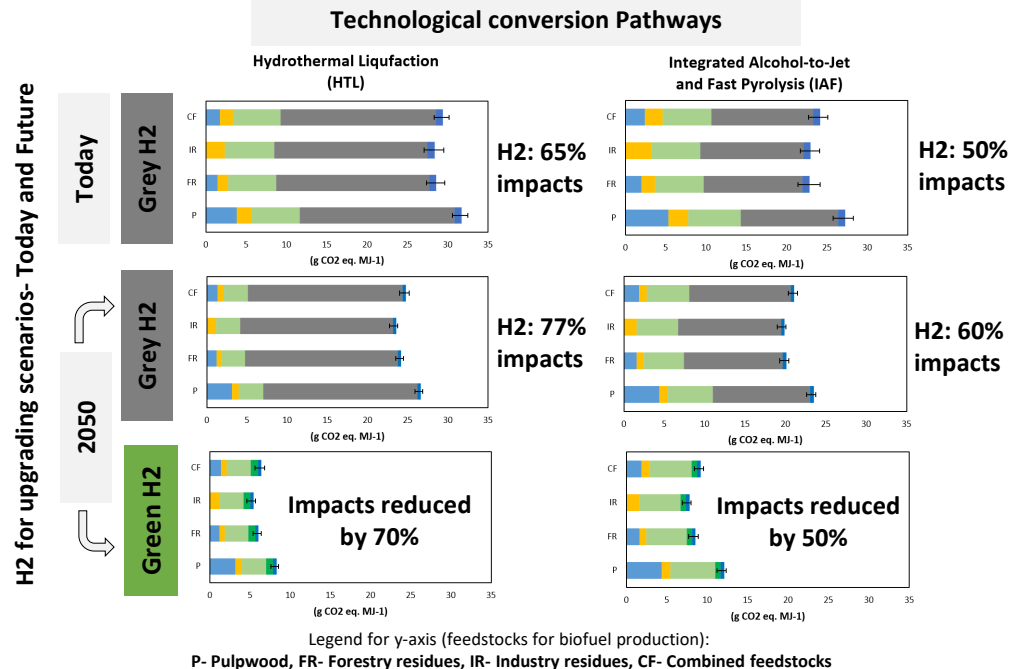 Technological conversion Pathways
Hydrothermal Liqufaction
(HTL)
Integrated Alcohol-to-Jet
and Fast Pyrolysis (IAF)
H2 for upgrading scenarios- Today and Future
Today
Grey H2
CF
IR
FR
P
0 5 10 15 20 25 30 35
(g CO2 eq. MJ-1)
H2: 65%
impacts
CF
IR
FR
P
0 5 10 15 20 25 30 35
(g CO2 eq. MJ-1)
H2: 50%
impacts
2050
Grey H2
CF
IR
FR
P
0 5 10 15 20 25 30 35
(g CO2 eq. MJ-1)
H2: 77%
impacts
CF
IR
FR
P
0 5 10 15 20 25 30 35
(g CO2 eq. MJ-1)
H2: 60%
impacts
Green H2
CF
IR
FR
P
0 5 10 15 20 25 30 35
(g CO2 eq. MJ-1)
Impacts reduced
by 70%
CF
IR
FR
P
0 5 10 15 20 25 30 35
(g CO2 eq. MJ-1)
Impacts reduced
by 50%
Legend for y-axis (feedstocks for biofuel production):
P- Pulpwood, FR- Forestry residues, IR- Industry residues, CF- Combined feedstocks